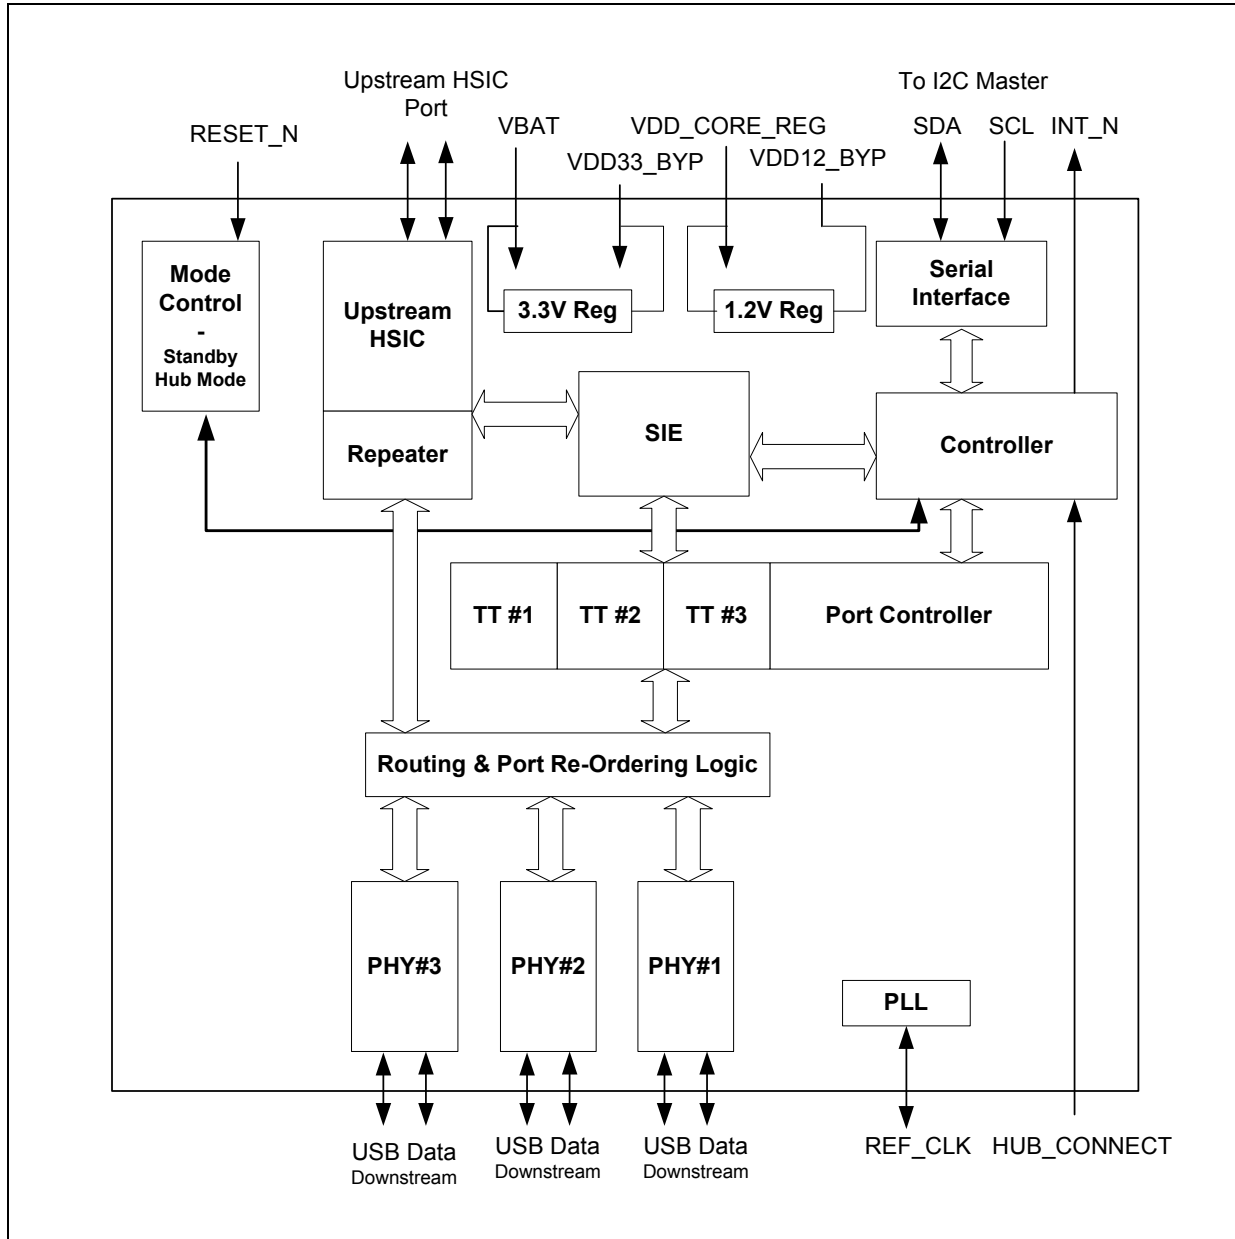 Upstream HSIC
Port
To I2C Master
RESET_N
VBAT
VDD_CORE_REG
SDA
SCL
INT_N
VDD33_BYP
VDD12_BYP
Mode
Control
-
Standby
Hub Mode
Upstream
HSIC
3.3V Reg
1.2V Reg
Serial
Interface
Repeater
SIE
Controller
TT #1
TT #2
TT #3
Port Controller
Routing & Port Re-Ordering Logic
PHY#3
PHY#2
PHY#1
PLL
USB Data
Downstream
USB Data
Downstream
USB Data
Downstream
REF_CLK
HUB_CONNECT